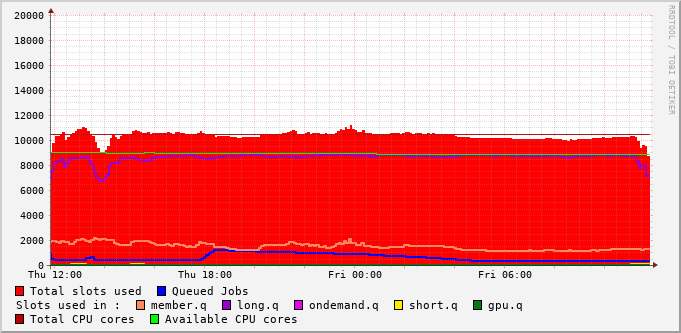 RRDTOOL / TOBI OETIKER
20000
18000
16000
14000
12000
10000
8000
6000
4000
2000
0
Thu 12:00 Thu 18:00 Fri 00:00 Fri 06:00
Total slots used Queued Jobs
Slots used in : member.q long.q ondemand.q short.q gpu.q
Total CPU cores Available CPU cores